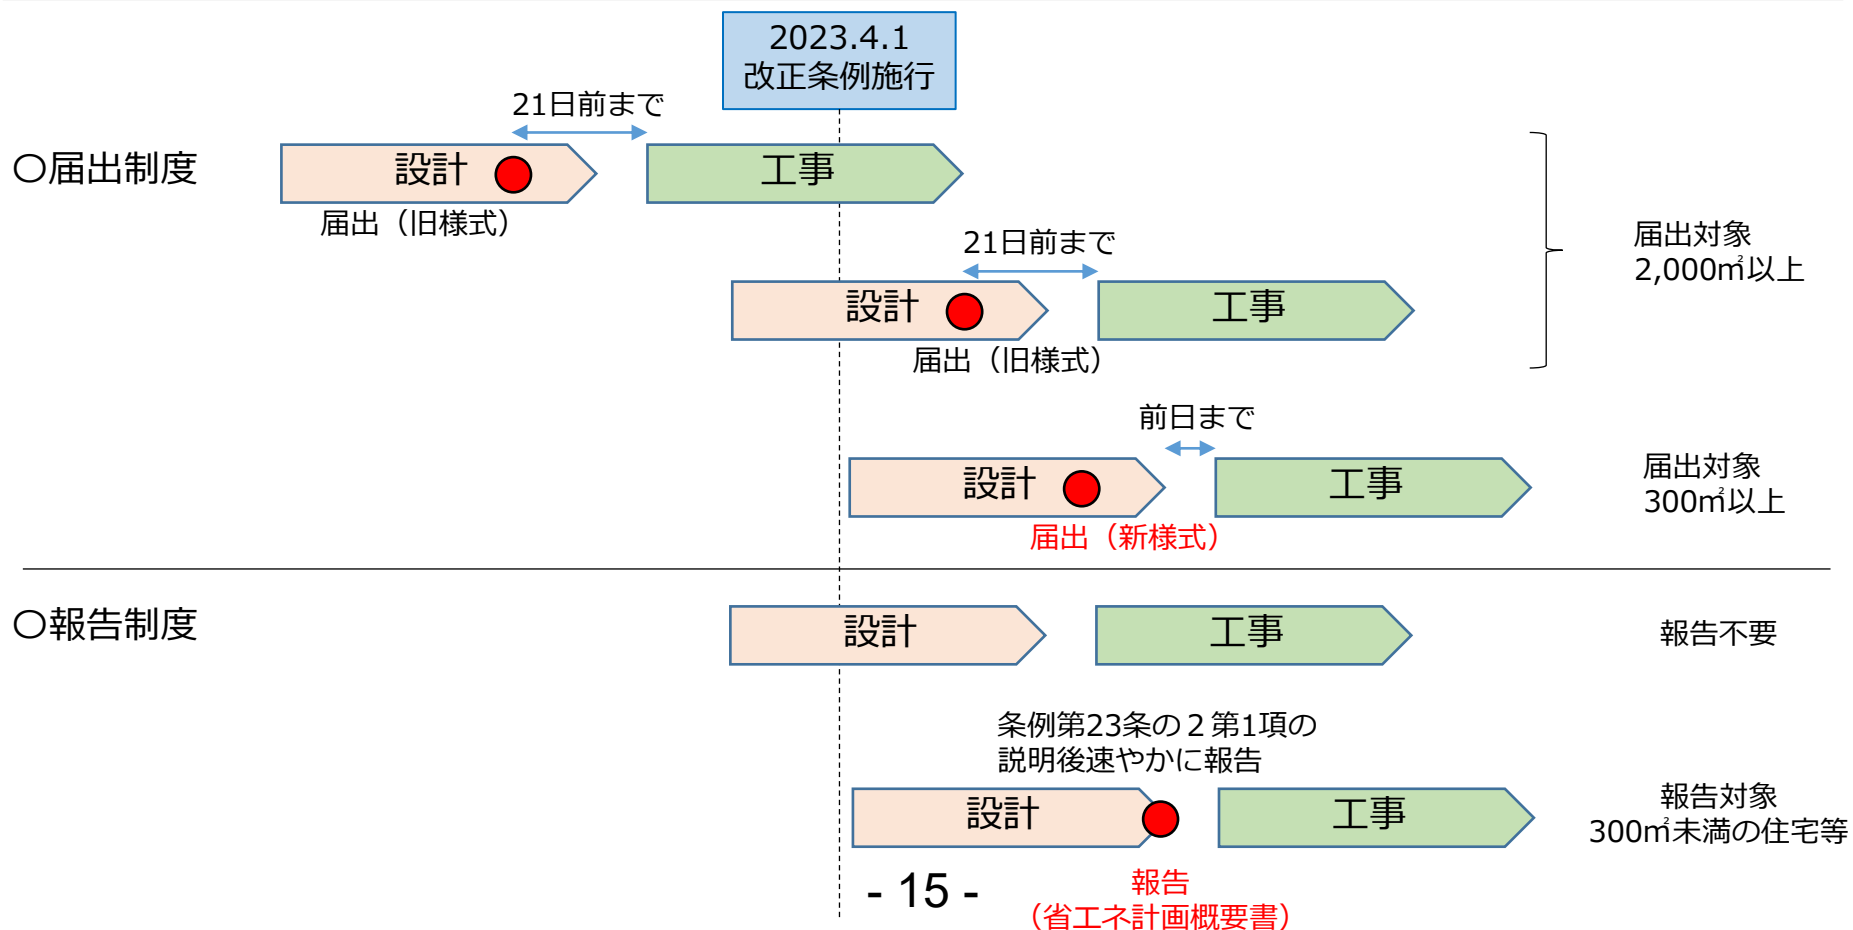 2023.4.1
改正条例施行
21日前まで
〇届出制度
設計
工事
届出（旧様式）
21日前まで
設計
工事
届出（旧様式）
届出対象
2,000㎡以上
前日まで
設計
工事
届出（新様式）
届出対象
300㎡以上
〇報告制度
設計
工事
報告不要
条例第23条の２第1項の
説明後速やかに報告
設計
工事
報告対象
300㎡未満の住宅等
報告
（省エネ計画概要書）
- 15 -